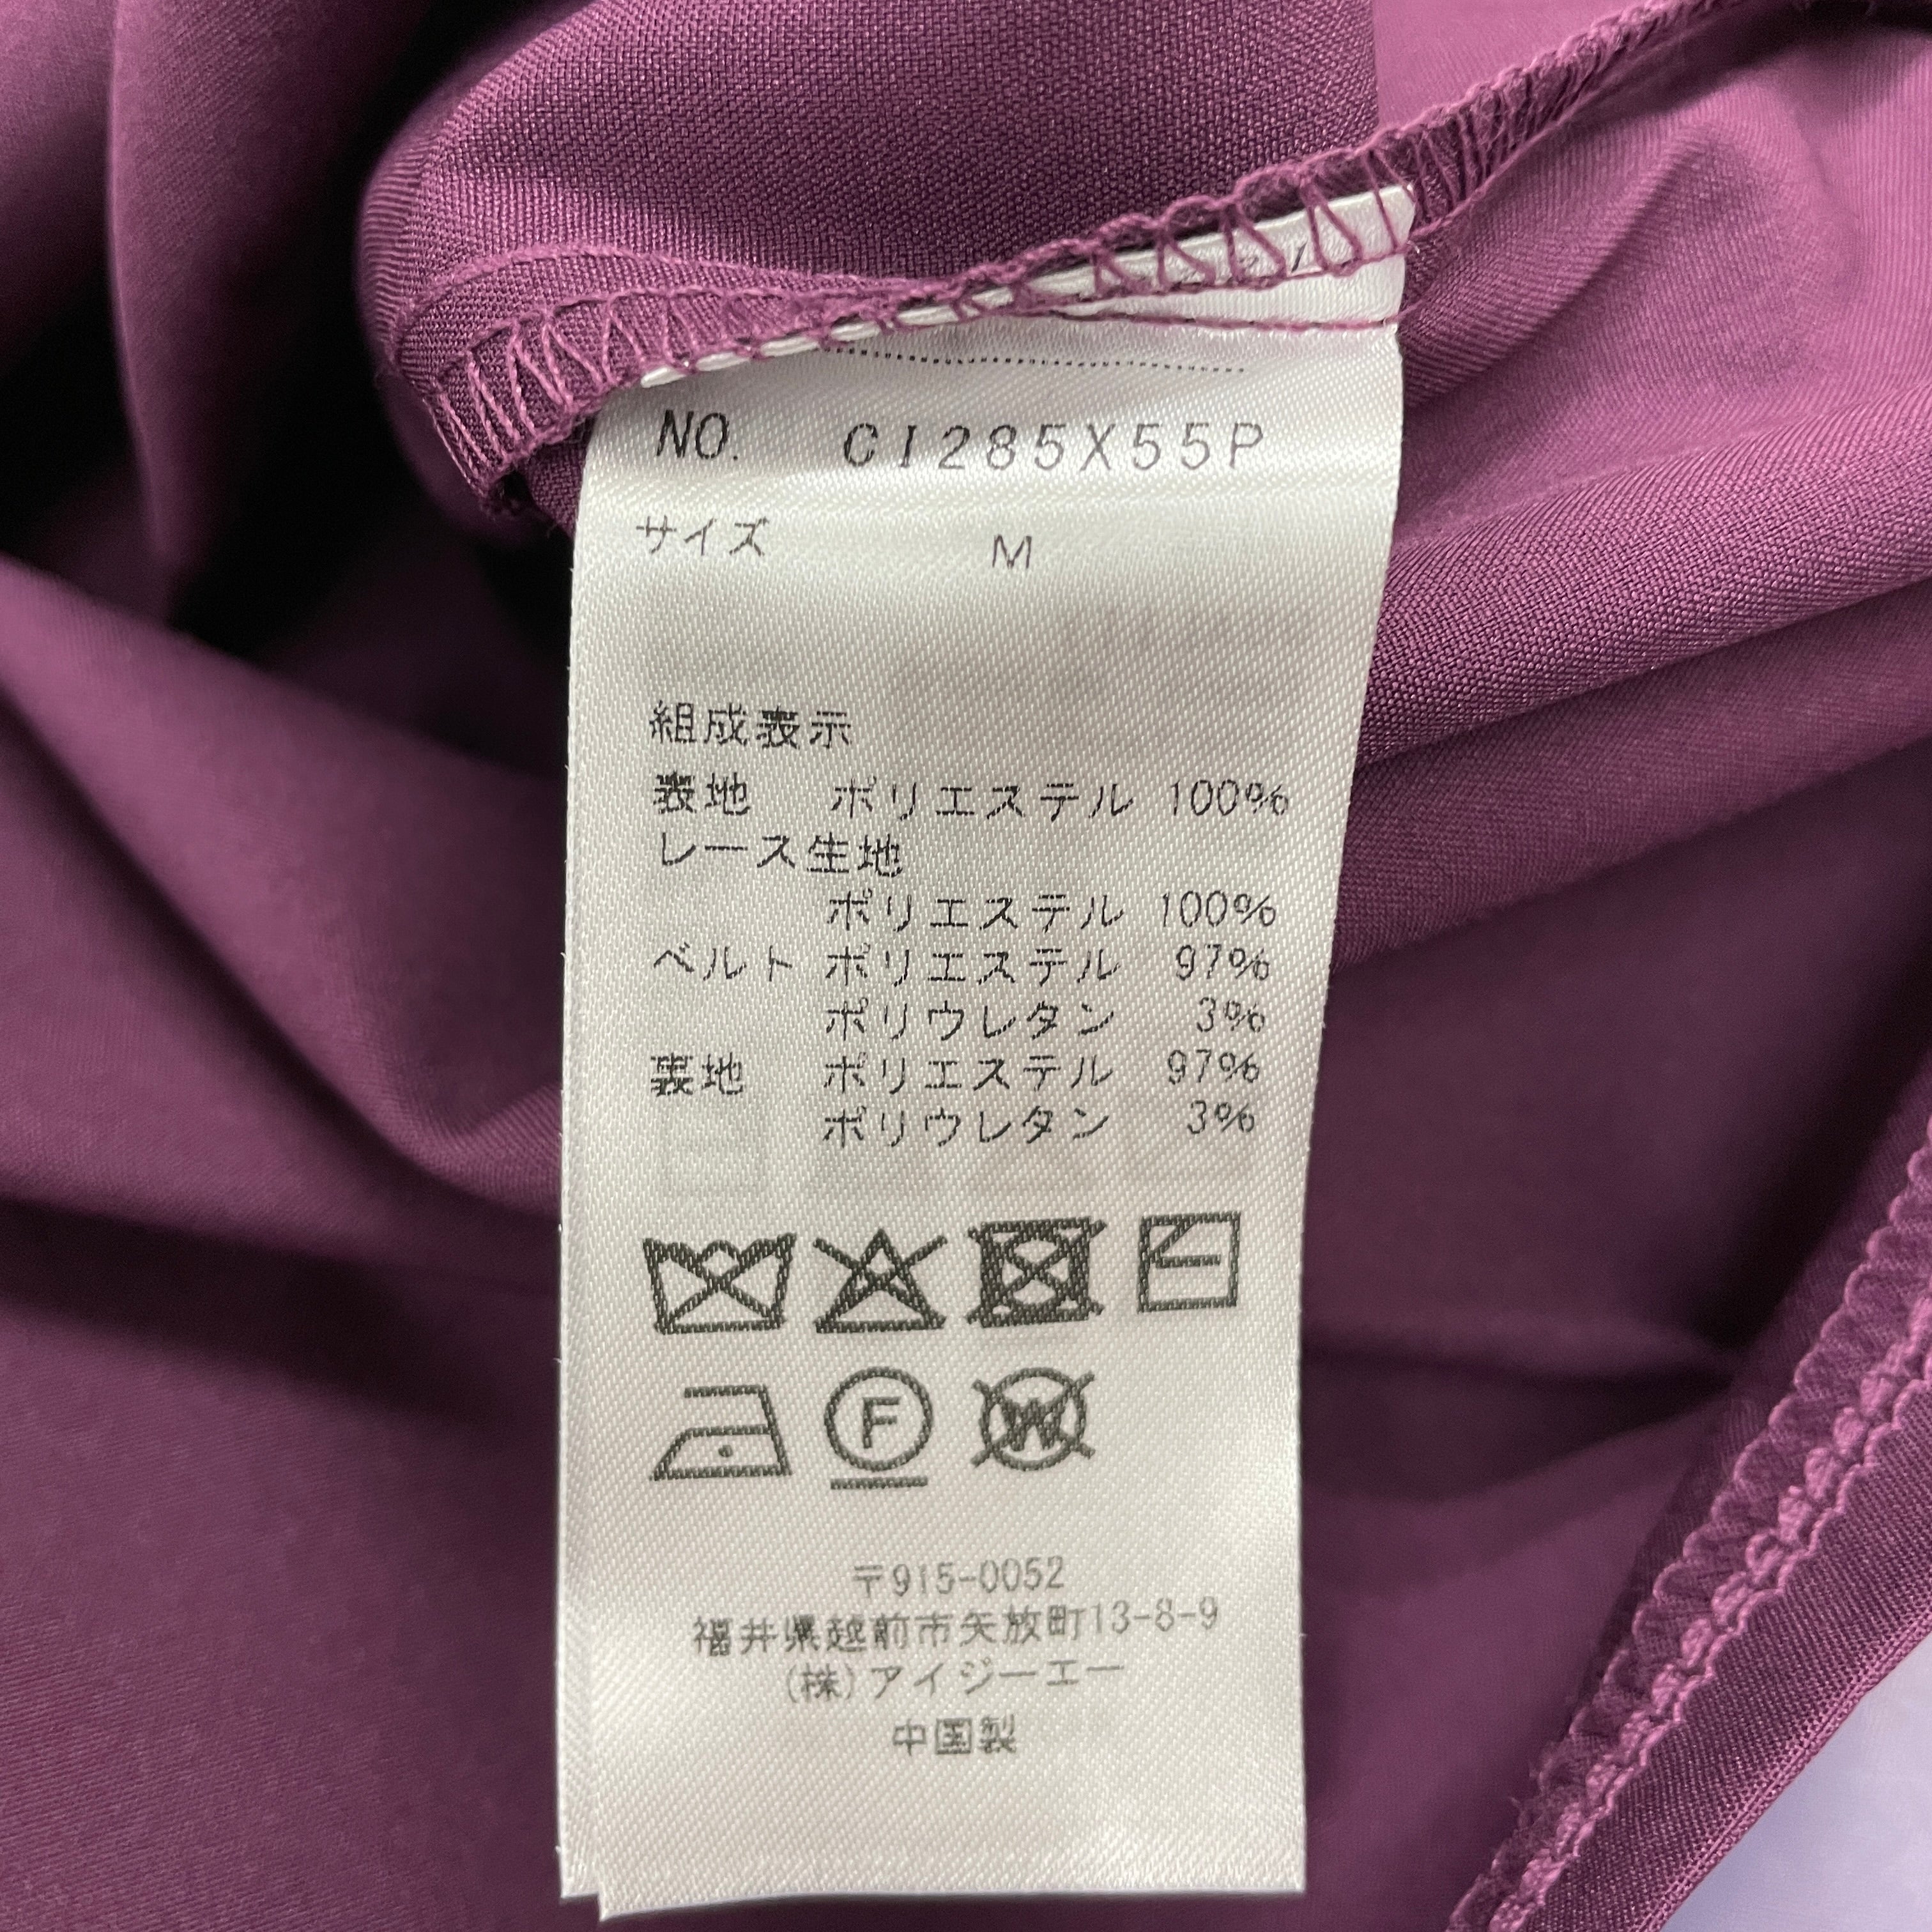 NO. CI285X55P
サイズ M
組成表示
表地 ポリエステル 100%
レース生地
ポリエステル 100%
ベルト ポリエステル 97%
ポリウレタン 3%
裏地 ポリエステル 97%
ポリウレタン 3%
F W
〒915-0052
福井県越前市矢放町13-8-9
(株)アイジーエー
中国製